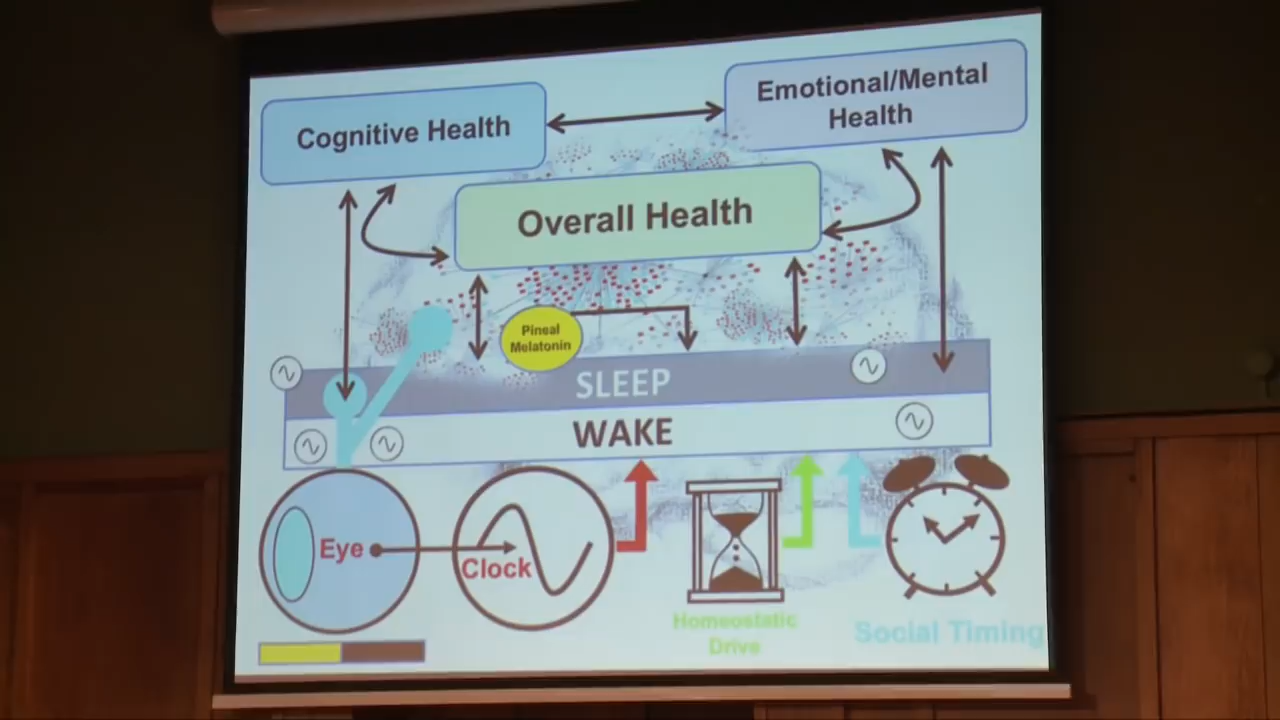 Cognitive Health
Emotional/Mental
Health
Overall Health
Pineal
Melatonin
SLEEP
WAKE
Eye
Clock
Homeostatic
Drive
Social Timing